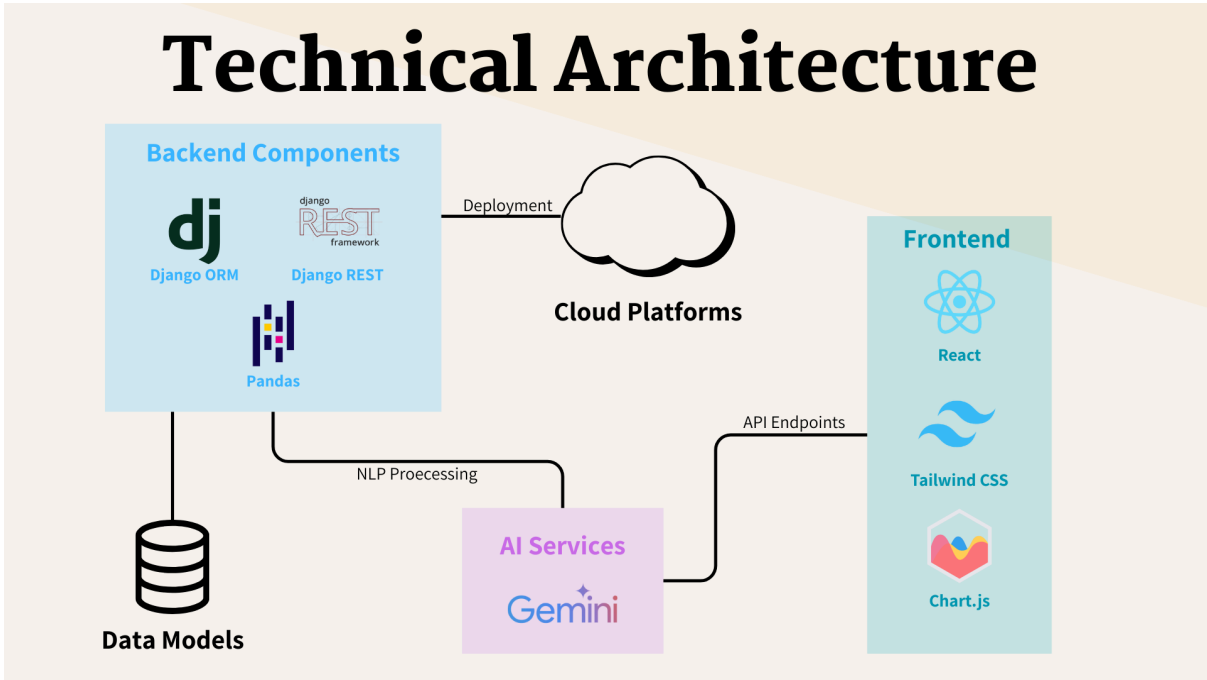 Technical Architecture
Backend Components
dj
django
REST
framework
Django ORM
Django REST
Pandas
Deployment
Cloud Platforms
Frontend
React
Tailwind CSS
Chart.js
API Endpoints
NLP Proecessing
AI Services
Gemini
Data Models